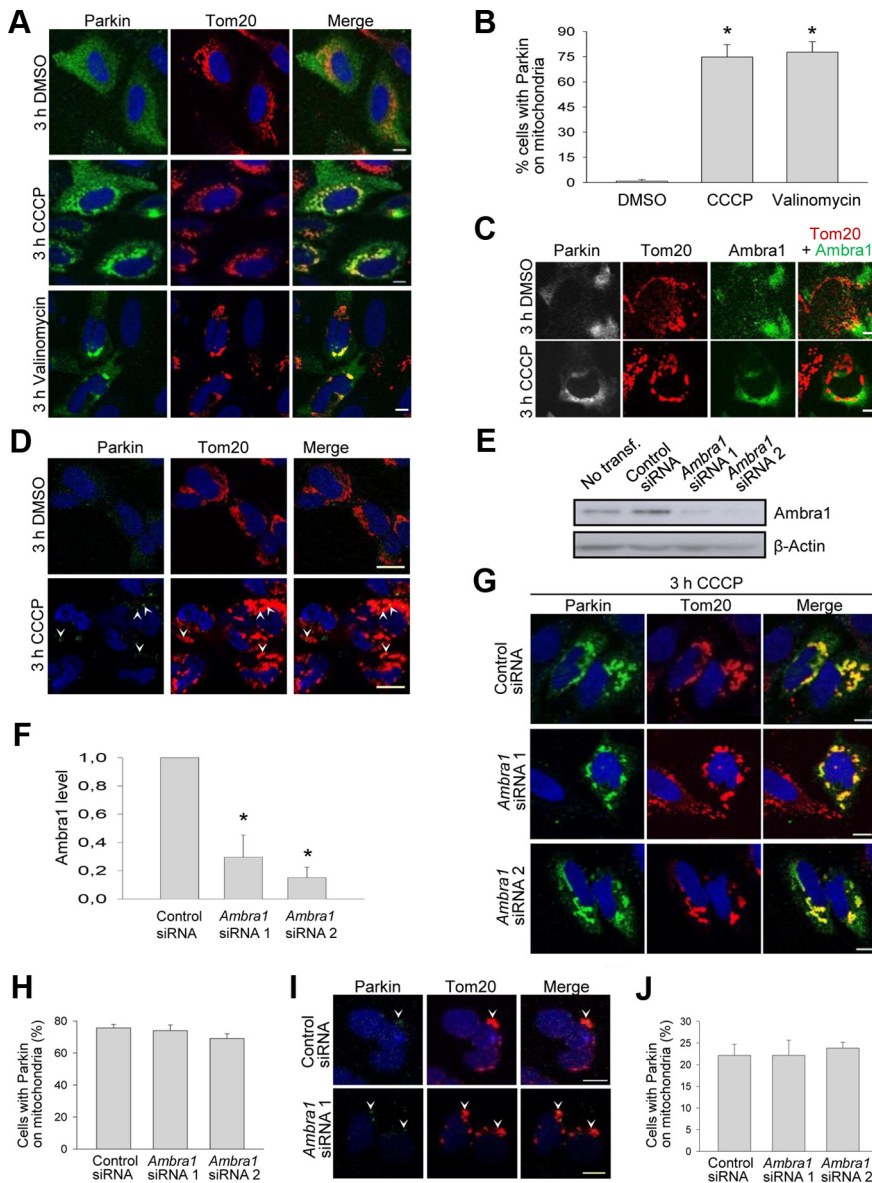 A
Parkin Tom20 Merge
3 h DMSO
3 h CCCP
3 h Valinomycin
B
% cells with Parkin
on mitochondria
90
75
60
45
30
15
0
*
*
DMSO CCCP Valinomycin
C
Parkin Tom20 Ambra1 Tom20
+ Ambra1
3 h DMSO
3 h CCCP
D
Parkin Tom20 Merge
3 h DMSO
3 h CCCP
E
No transf.
Control
siRNA
Ambra1
siRNA 1
Ambra1
siRNA 2
Ambra1
β-Actin
F
Ambra1 level
1,0
0,8
0,6
0,4
0,2
0,0
*
*
Control
siRNA
Ambra1
siRNA 1
Ambra1
siRNA 2
G
3 h CCCP
Parkin Tom20 Merge
Control
siRNA
Ambra1
siRNA 1
Ambra1
siRNA 2
H
Cells with Parkin
on mitochondria (%)
80
60
40
20
0
Control
siRNA
Ambra1
siRNA 1
Ambra1
siRNA 2
I
Parkin Tom20 Merge
Control
siRNA
Ambra1
siRNA 1
J
Cells with Parkin
on mitochondria (%)
30
25
20
15
10
5
0
Control
siRNA
Ambra1
siRNA 1
Ambra1
siRNA 2